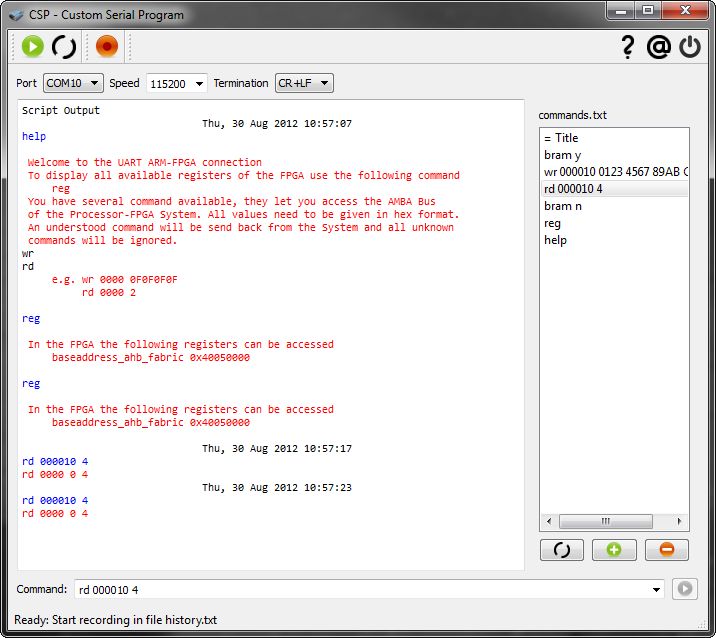 CSP - Custom Serial Program
Port COM10 Speed 115200 Termination CR+LF
Script Output
Thu, 30 Aug 2012 10:57:07
help
Welcome to the UART ARM-FPGA connection
To display all available registers of the FPGA use the following command
reg
You have several command available, they let you access the AMBA Bus
of the Processor-FPGA System. All values need to be given in hex format.
An understood command will be send back from the System and all unknown
commands will be ignored.
wr
rd
e.g. wr 0000 0F0F0F0F
rd 0000 2
reg
In the FPGA the following registers can be accessed
baseaddress_ahb_fabric 0x40050000
reg
In the FPGA the following registers can be accessed
baseaddress_ahb_fabric 0x40050000
Thu, 30 Aug 2012 10:57:17
rd 000010 4
rd 0000 0 4
Thu, 30 Aug 2012 10:57:23
rd 000010 4
rd 0000 0 4
commands.txt
= Title
bram y
wr 000010 0123 4567 89AB C
rd 000010 4
bram n
reg
help
Command: rd 000010 4
Ready: Start recording in file history.txt